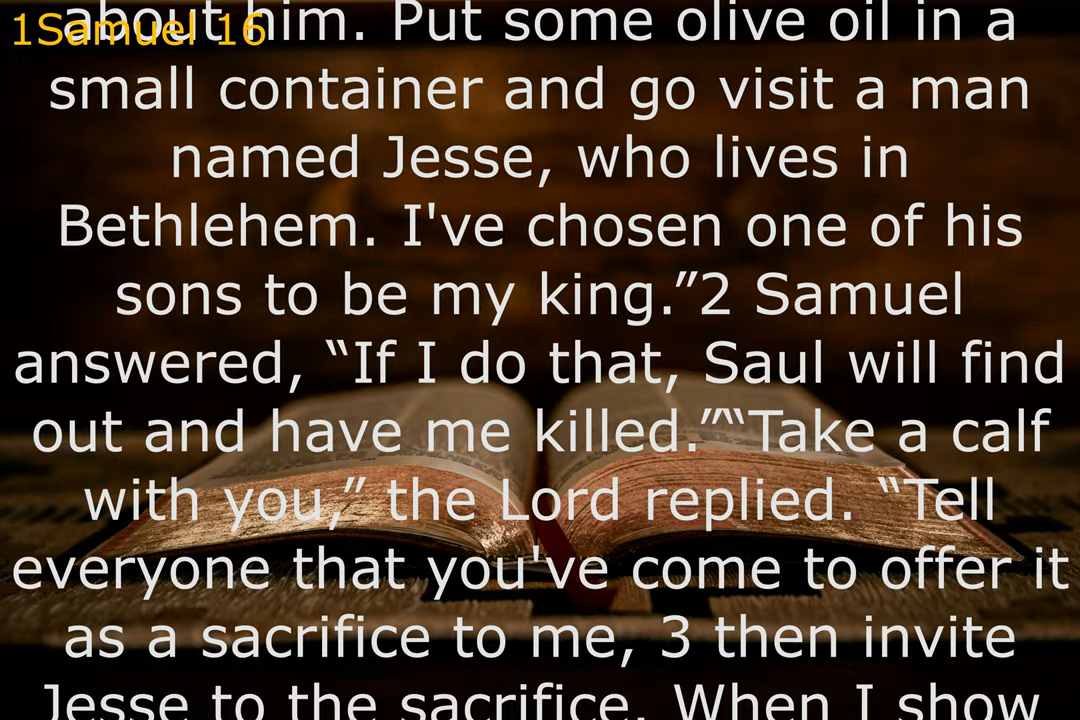 1Samuel 16
about him. Put some olive oil in a
small container and go visit a man
named Jesse, who lives in
Bethlehem. I've chosen one of his
sons to be my king.”2 Samuel
answered, “If I do that, Saul will find
out and have me killed.”“Take a calf
with you,” the Lord replied. “Tell
everyone that you've come to offer it
as a sacrifice to me, 3 then invite
Jesse to the sacrifice. When I show